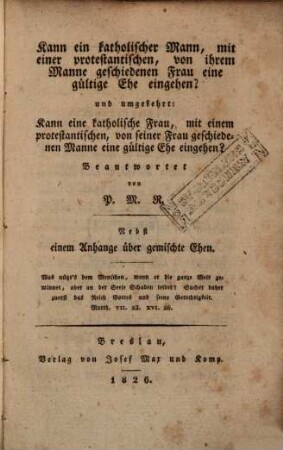 Kann ein katholischer Mann, mit
einer protestantischen, von ihrem
Manne geschiedenen Frau eine
gültige Ehe eingehen?
und umgekehrt:
Kann eine katholische Frau, mit einem
protestantischen, von seiner Frau geschiede-
nen Manne eine gültige Ehe eingehen?
Beantwortet
von
P. M. R.
Nebst
einem Anhange über gemischte Ehen.
Was nützt's dem Menschen, wenn er die ganze Welt ge-
winnet, aber an der Seele Schaden leidet? Suchet daher
zuerst das Reich Gottes und seine Gerechtigkeit.
Matth. VII. 33. XVI. 26.
Breslau,
Verlag von Josef Max und Komp.
1826.